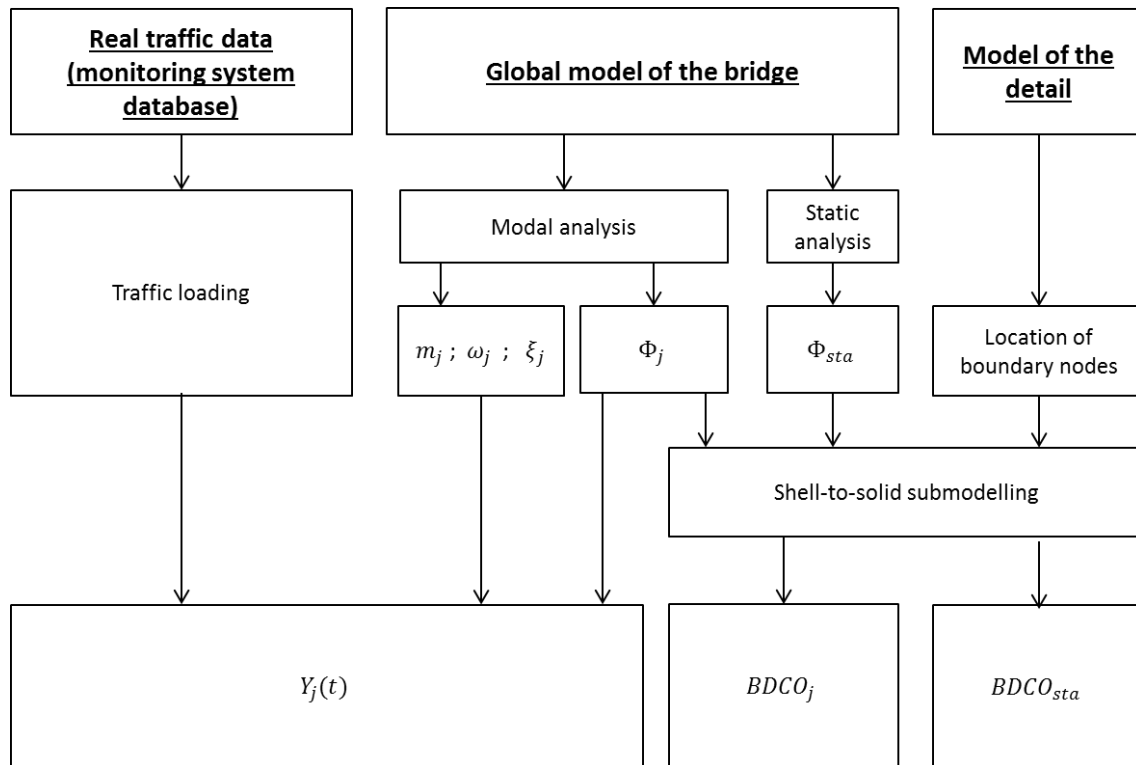 Real traffic data
(monitoring system
database)
Global model of the bridge
Model of the
detail
Traffic loading
Modal analysis
Static
analysis
m_j ; ω_j ; ξ_j
Φ_j
Φ_sta
Location of
boundary nodes
Shell-to-solid submodelling
Y_j(t)
BDCO_j
BDCO_sta